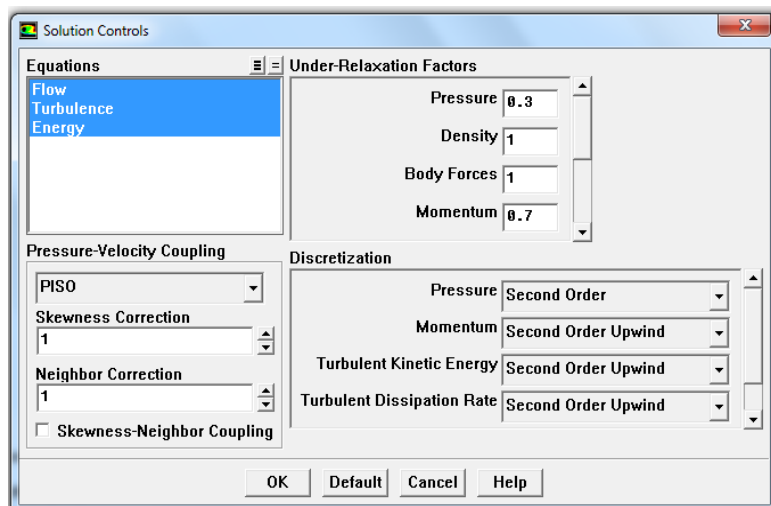 Solution Controls
Equations
Flow
Turbulence
Energy
Under-Relaxation Factors
Pressure 0.3
Density 1
Body Forces 1
Momentum 0.7
Pressure-Velocity Coupling
PISO
Skewness Correction
1
Neighbor Correction
1
Skewness-Neighbor Coupling
Discretization
Pressure Second Order
Momentum Second Order Upwind
Turbulent Kinetic Energy Second Order Upwind
Turbulent Dissipation Rate Second Order Upwind
OK Default Cancel Help